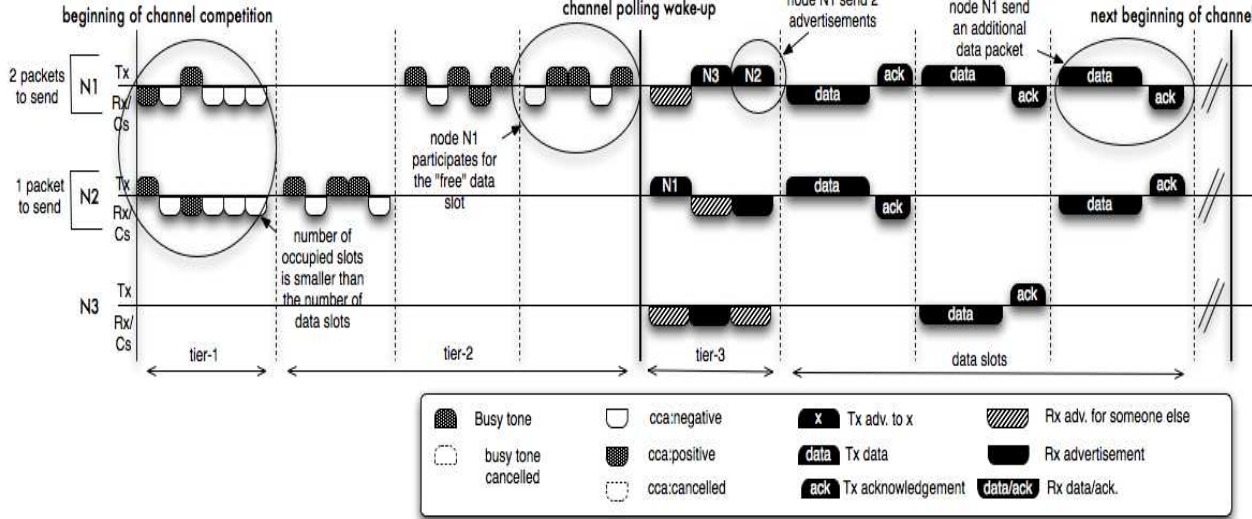 beginning of channel competition
channel polling wake-up
node N1 send 2
advertisements
node N1 send
an additional
data packet
next beginning of channel
2 packets
to send
N1
Tx
Rx/
Cs
N3
N2
data
ack
data
ack
data
ack
node N1
participates for
the "free" data
slot
1 packet
to send
N2
Tx
Rx/
Cs
N1
data
ack
data
ack
number of
occupied slots
is smaller than
the number of
data slots
N3
Tx
Rx/
Cs
data
ack
tier-1
tier-2
tier-3
data slots
Busy tone
cca:negative
X Tx adv. to x
Rx adv. for someone else
busy tone
cancelled
cca:positive
data Tx data
Rx advertisement
cca:cancelled
ack Tx acknowledgement
data/ack Rx data/ack.